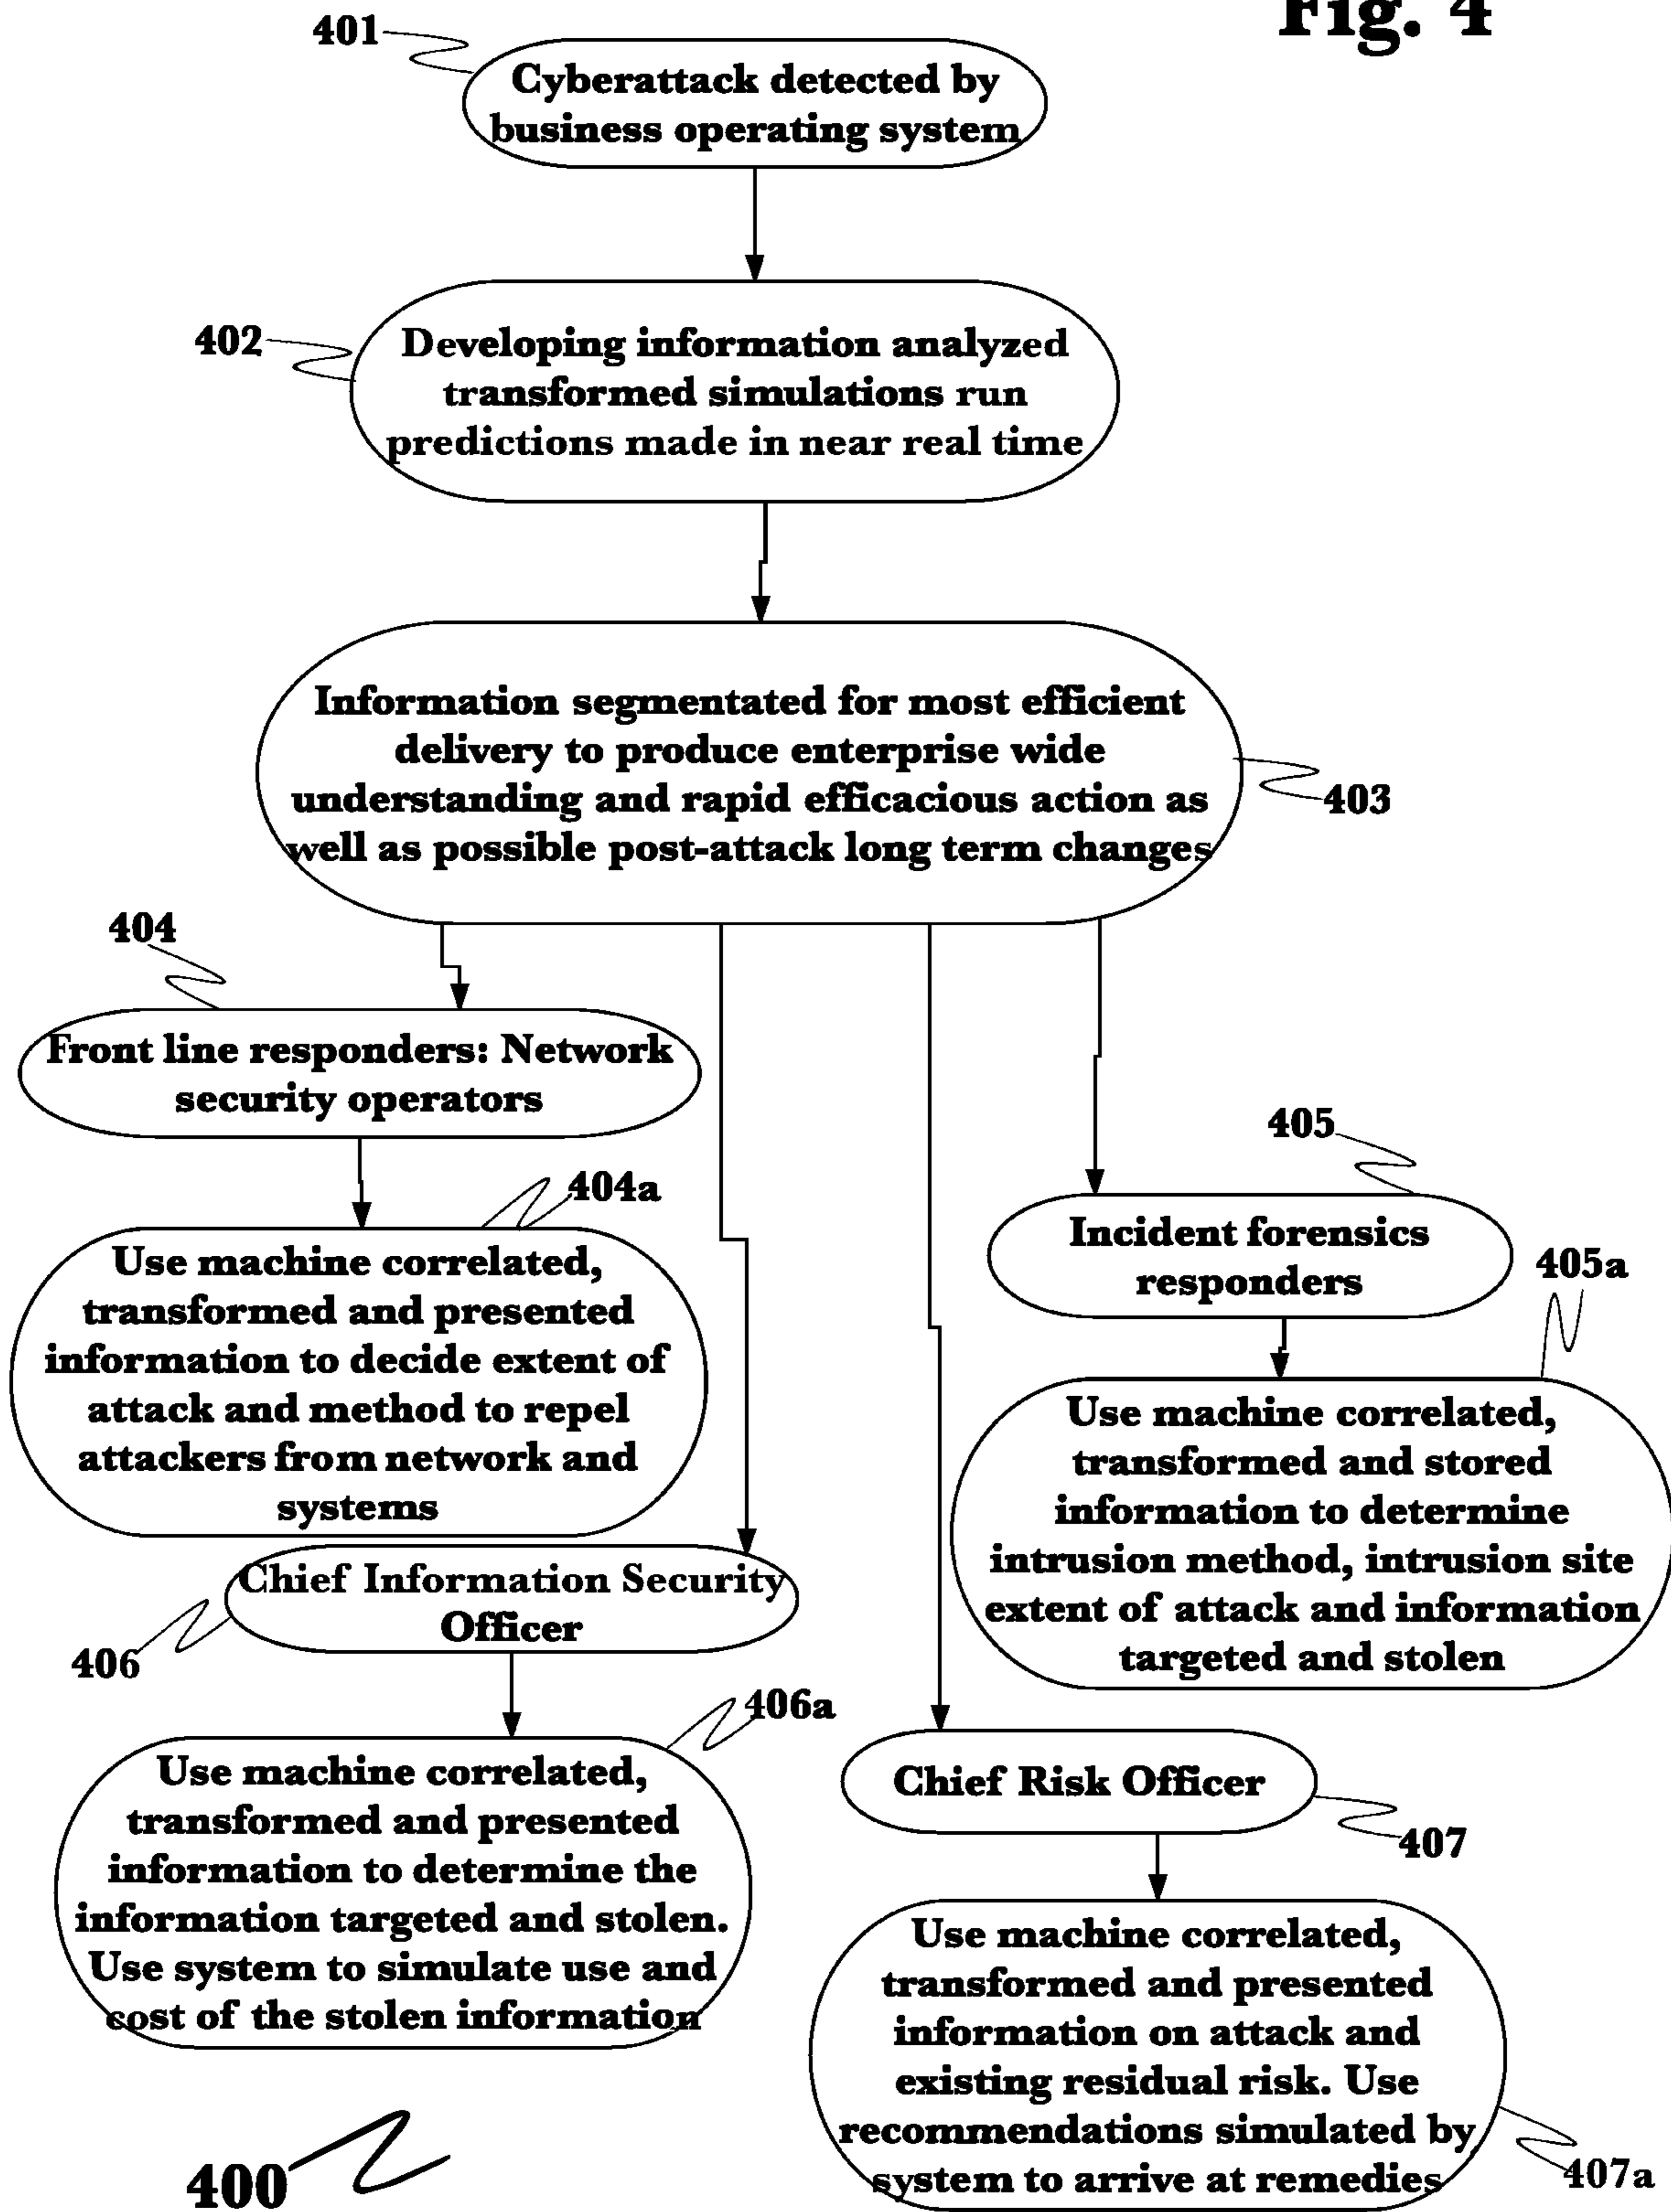 Fig. 4
401
Cyberattack detected by
business operating system
402
Developing information analyzed
transformed simulations run
predictions made in near real time
Information segmentated for most efficient
delivery to produce enterprise wide
understanding and rapid efficacious action as
well as possible post-attack long term changes
403
404
Front line responders: Network
security operators
404a
Use machine correlated,
transformed and presented
information to decide extent of
attack and method to repel
attackers from network and
systems
405
Incident forensics
responders
405a
Use machine correlated,
transformed and stored
information to determine
intrusion method, intrusion site
extent of attack and information
targeted and stolen
Chief Information Security
Officer
406
406a
Use machine correlated,
transformed and presented
information to determine the
information targeted and stolen.
Use system to simulate use and
cost of the stolen information
Chief Risk Officer
407
Use machine correlated,
transformed and presented
information on attack and
existing residual risk. Use
recommendations simulated by
system to arrive at remedies
407a
400